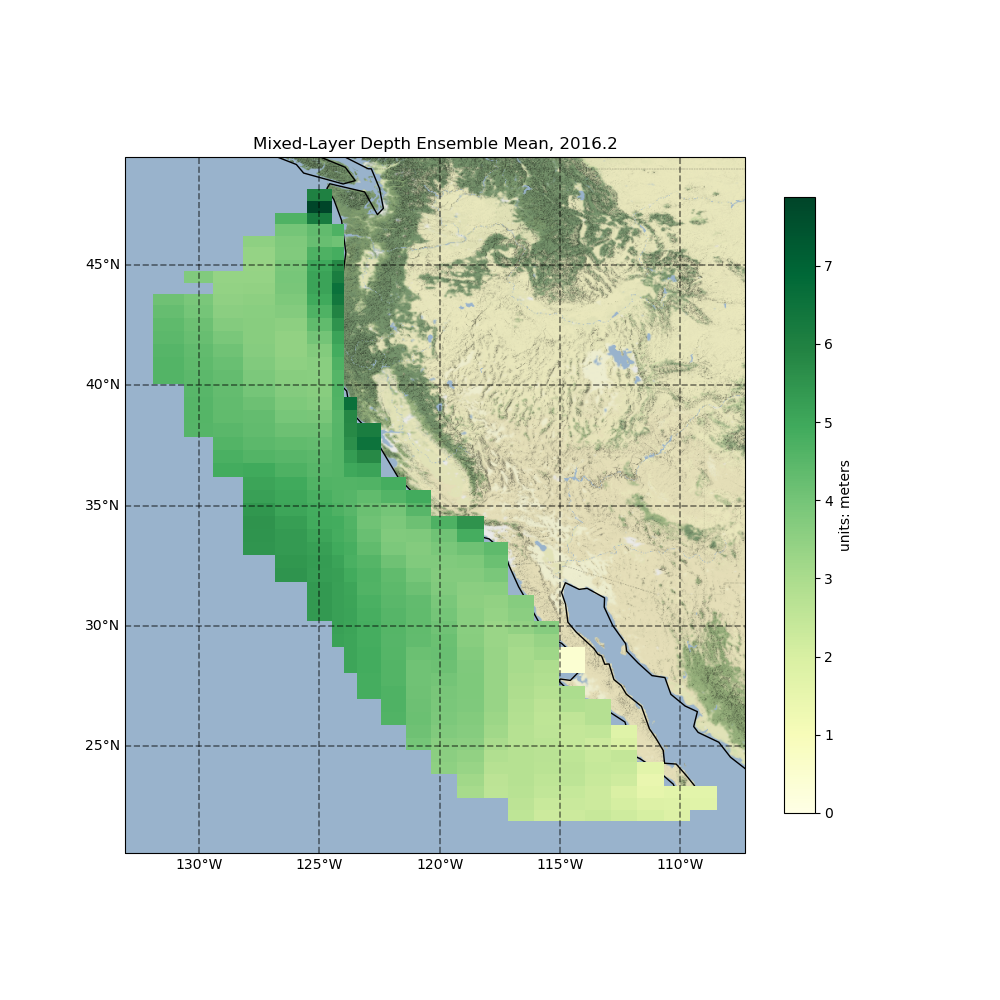 Mixed-Layer Depth Ensemble Mean, 2016.2
45°N
40°N
35°N
30°N
25°N
130°W
125°W
120°W
115°W
110°W
7
6
5
4
3
2
1
0
units: meters